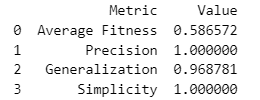 Metric Value
0 Average Fitness 0.586572
1 Precision 1.000000
2 Generalization 0.968781
3 Simplicity 1.000000